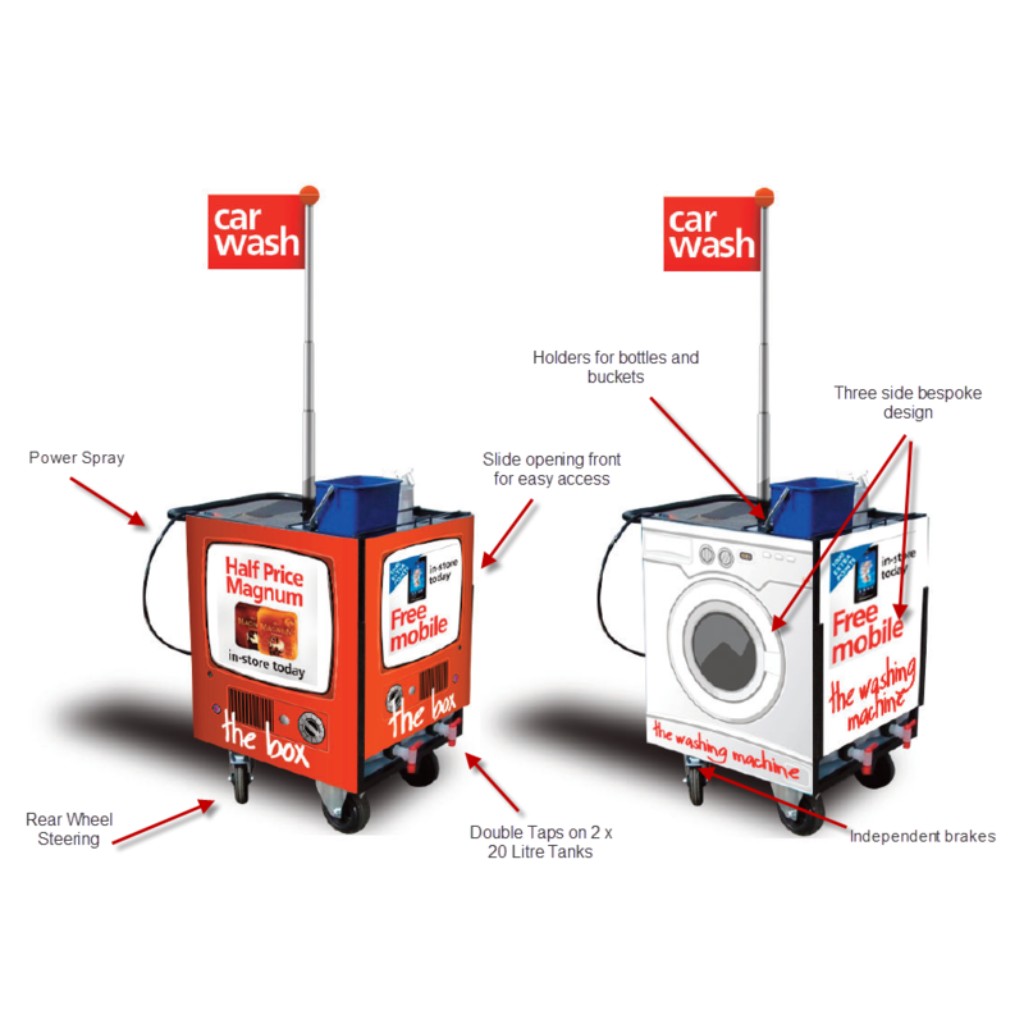 car
wash
car
wash
Holders for bottles and
buckets
Three side bespoke
design
Power Spray
Slide opening front
for easy access
Half Price
Magnum
in-store today
the box
in-store
today
Free
mobile
the box
the washing machine
in-store
today
Free
mobile
the washing
machine
Rear Wheel
Steering
Double Taps on 2 x
20 Litre Tanks
Independent brakes